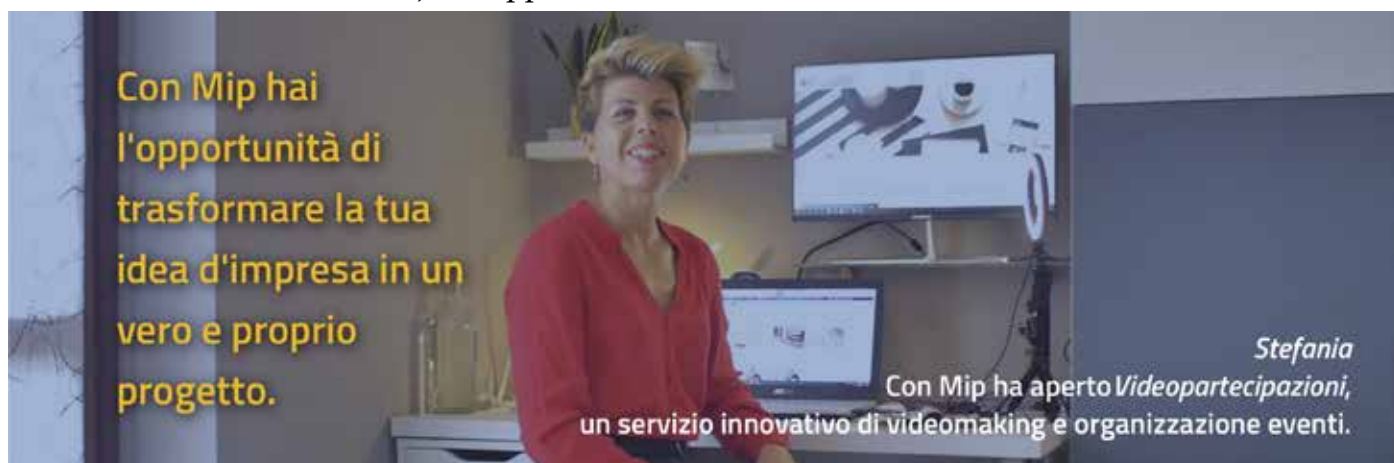 Con Mip hai
l'opportunità di
trasformare la tua
idea d'impresa in un
vero e proprio
progetto.
Stefania
Con Mip ha aperto Videopartecipazioni,
un servizio innovativo di videomaking e organizzazione eventi.